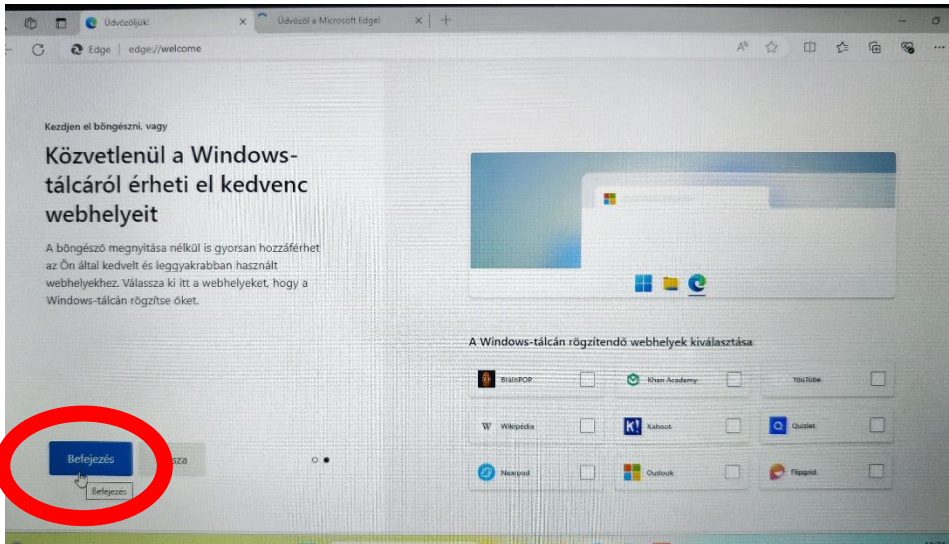 Üdvözöljük!
Üdvözöl a Microsoft Edge!
Edge edge://welcome
Kezdjen el böngészni, vagy
Közvetlenül a Windows-
tálcáról érheti el kedvenc
webhelyeit
A böngésző megnyitása nélkül is gyorsan hozzáférhet
az Ön által kedvelt és leggyakrabban használt
webhelyekhez. Válassza ki itt a webhelyeket, hogy a
Windows-tálcán rögzítse őket.
A Windows-tálcán rögzítendő webhelyek kiválasztása
BrainPOP
Khan Academy
YouTube
Wikipédia
Kahoot
Quizlet
Nearpod
Outlook
Flipgrid
Befejezés
Befejezés